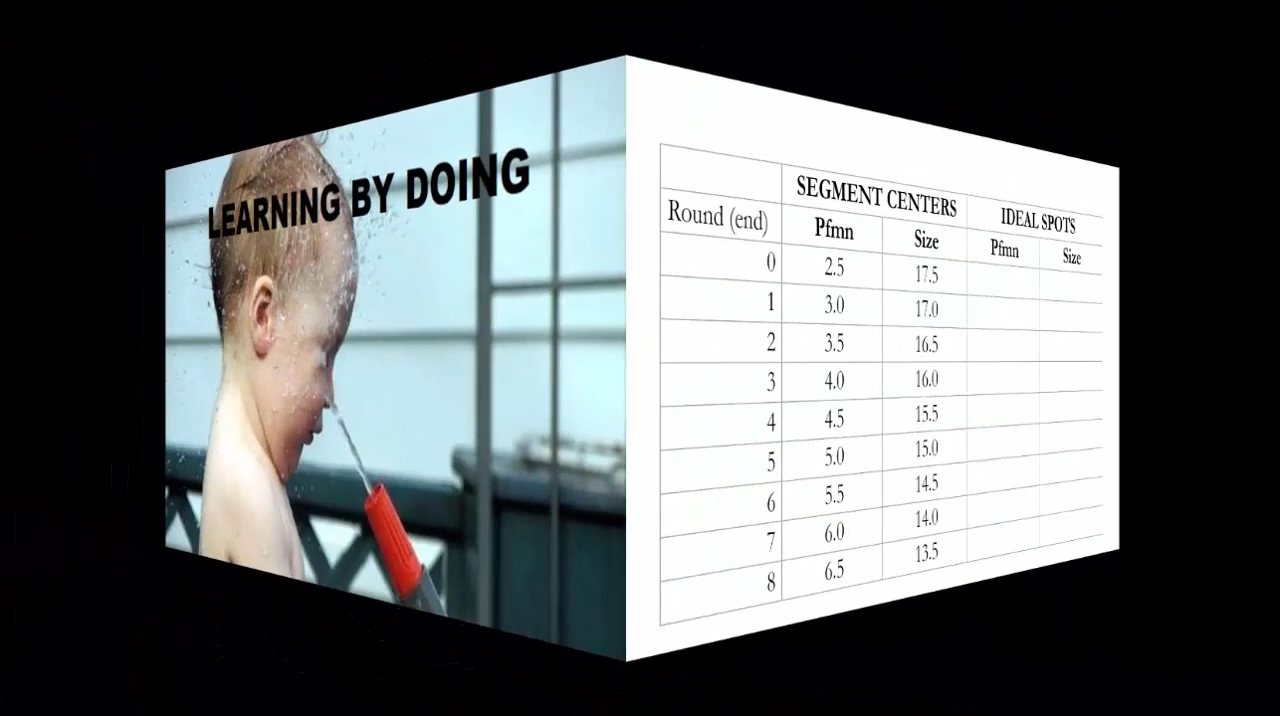 LEARNING BY DOING
SEGMENT CENTERS IDEAL SPOTS
Round (end) Pfmn Size Pfmn Size
0 2.5 17.5
1 3.0 17.0
2 3.5 16.5
3 4.0 16.0
4 4.5 15.5
5 5.0 15.0
6 5.5 14.5
7 6.0 14.0
8 6.5 13.5